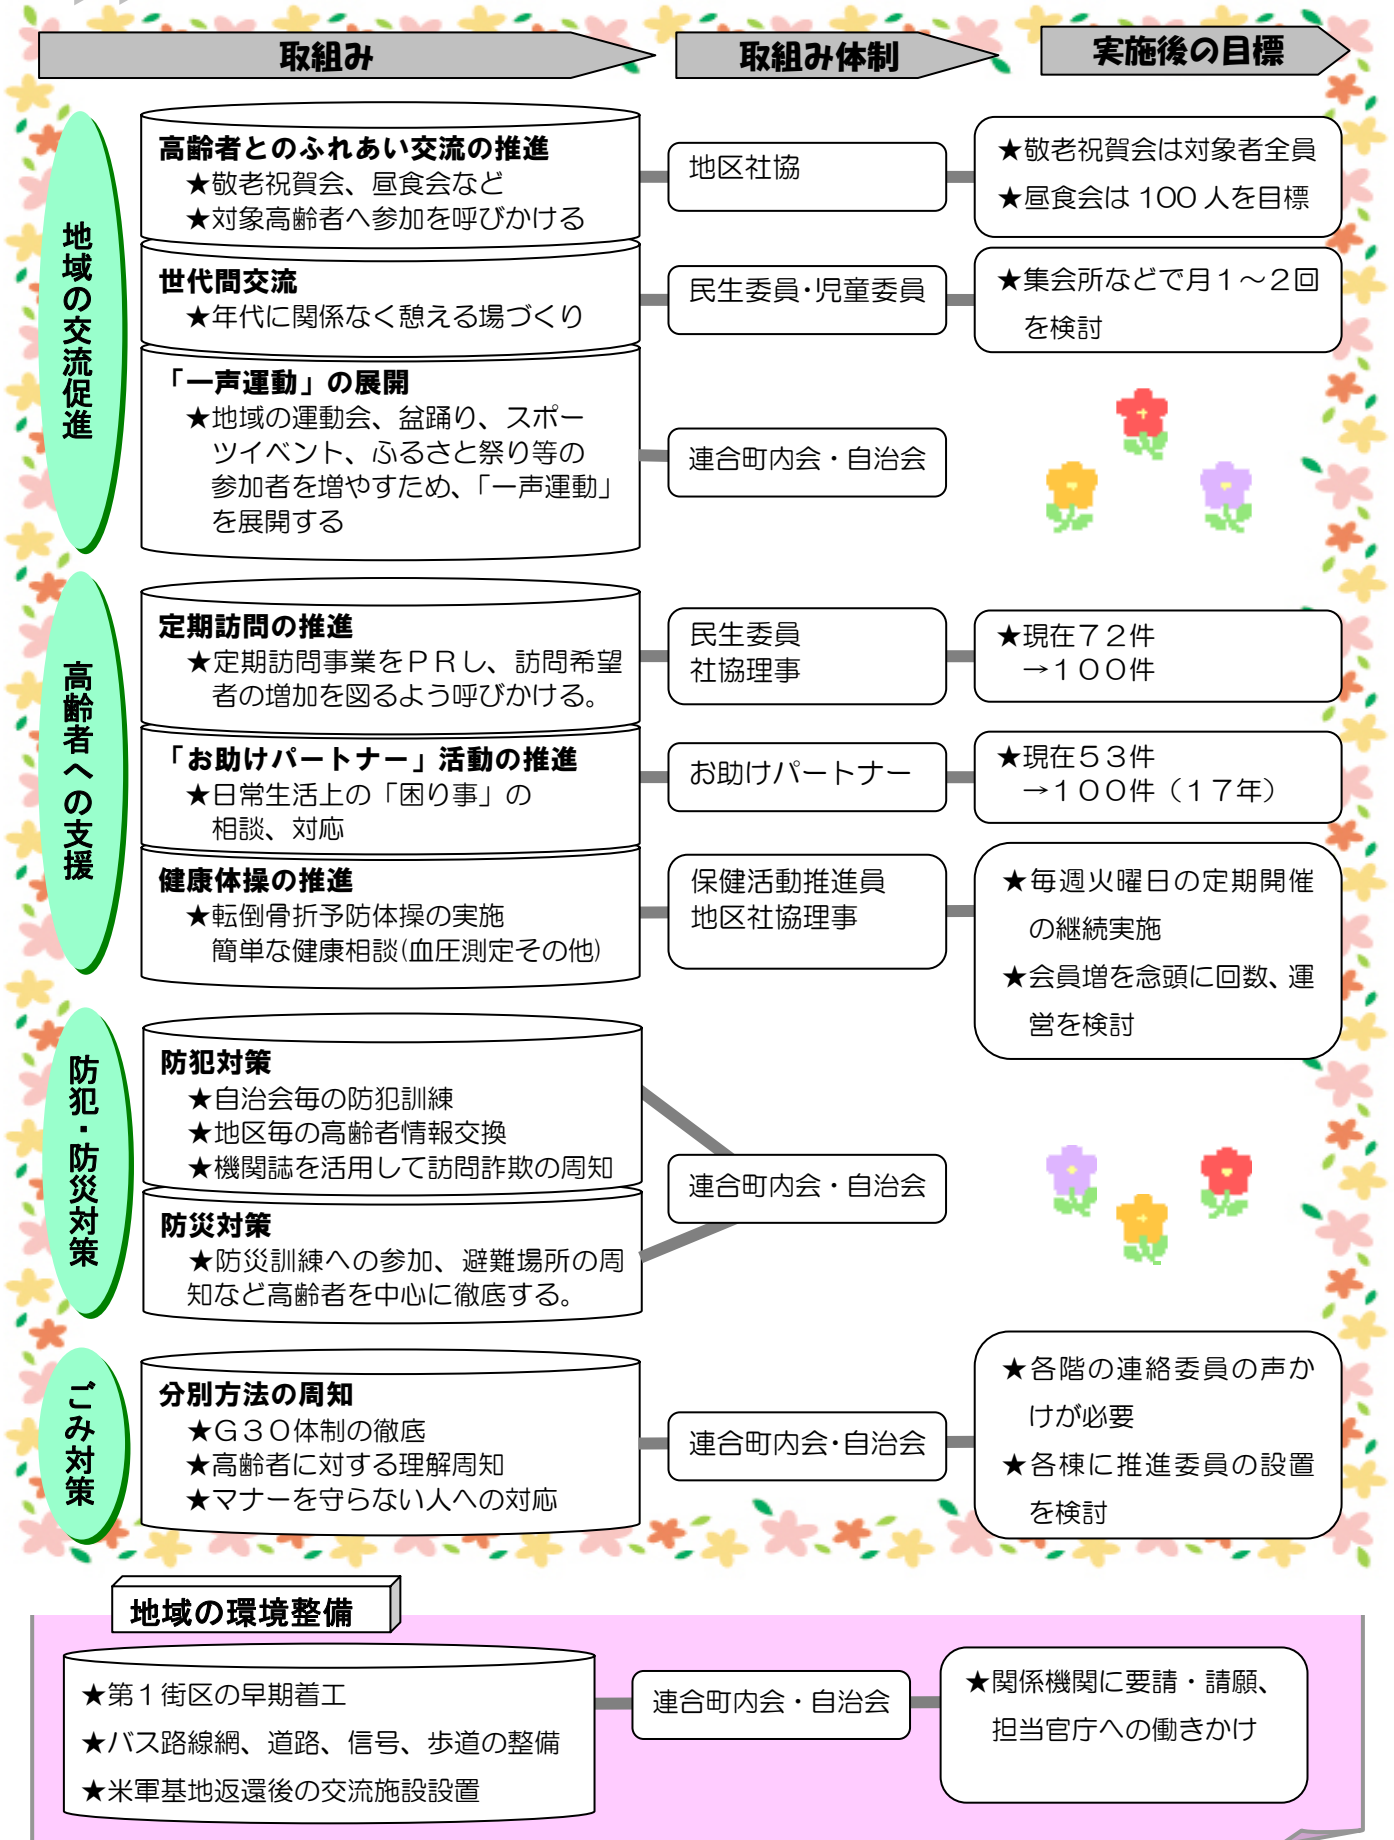 取組み
取組み体制
実施後の目標
地域の交流促進
高齢者とのふれあい交流の推進
★敬老祝賀会、昼食会など
★対象高齢者へ参加を呼びかける
地区社協
★敬老祝賀会は対象者全員
★昼食会は 100 人を目標
世代間交流
★年代に関係なく憩える場づくり
民生委員・児童委員
★集会所などで月１～２回
を検討
「一声運動」の展開
★地域の運動会、盆踊り、スポー
ツイベント、ふるさと祭り等の
参加者を増やすため、「一声運動」
を展開する
連合町内会・自治会
高齢者への支援
定期訪問の推進
★定期訪問事業をＰＲし、訪問希望
者の増加を図るよう呼びかける。
民生委員
社協理事
★現在７２件
→１００件
「お助けパートナー」活動の推進
★日常生活上の「困り事」の
相談、対応
お助けパートナー
★現在５３件
→１００件（１７年）
健康体操の推進
★転倒骨折予防体操の実施
簡単な健康相談(血圧測定その他)
保健活動推進員
地区社協理事
★毎週火曜日の定期開催
の継続実施
★会員増を念頭に回数、運
営を検討
防犯・防災対策
防犯対策
★自治会毎の防犯訓練
★地区毎の高齢者情報交換
★機関誌を活用して訪問詐欺の周知
連合町内会・自治会
防災対策
★防災訓練への参加、避難場所の周
知など高齢者を中心に徹底する。
ごみ対策
分別方法の周知
★Ｇ３０体制の徹底
★高齢者に対する理解周知
★マナーを守らない人への対応
連合町内会・自治会
★各階の連絡委員の声か
けが必要
★各棟に推進委員の設置
を検討
地域の環境整備
★第１街区の早期着工
★バス路線網、道路、信号、歩道の整備
★米軍基地返還後の交流施設設置
連合町内会・自治会
★関係機関に要請・請願、
担当官庁への働きかけ